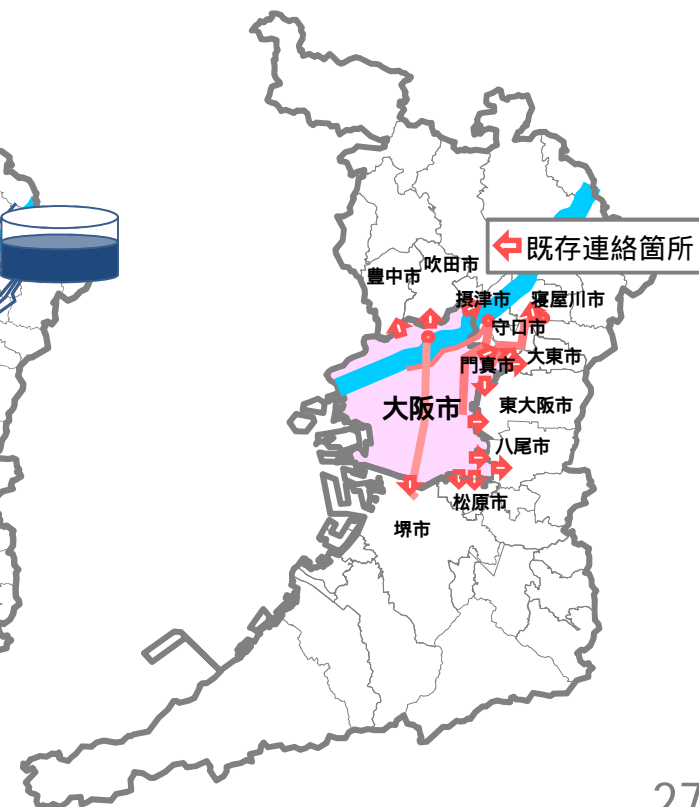 既存連絡箇所
吹田市
豊中市
摂津市
寝屋川市
守口市
門真市
大東市
大阪市
東大阪市
八尾市
松原市
堺市
27